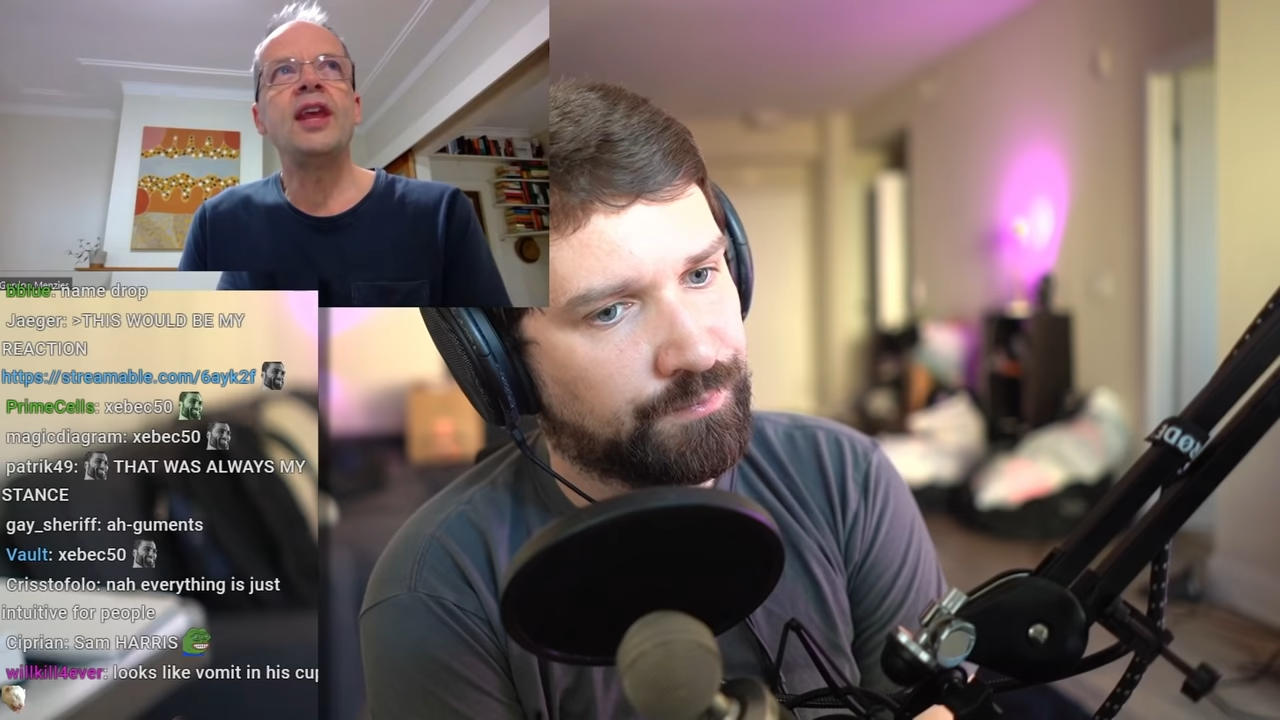 bblue: name drop
Jaeger: >THIS WOULD BE MY
REACTION
https://streamable.com/6ayk2f
PrimeCells: xebec50
magicdiagram: xebec50
patrik49: THAT WAS ALWAYS MY
STANCE
gay_sheriff: ah-guments
Vault: xebec50
Crisstofolo: nah everything is just
intuitive for people
Ciprian: Sam HARRIS
willkill4ever: looks like vomit in his cup
RØDE